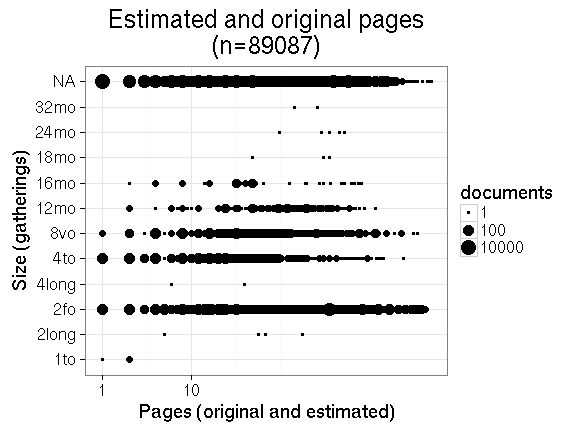 Estimated and original pages
(n=89087)
Size (gatherings)
NA
32mo
24mo
18mo
16mo
12mo
8vo
4to
4long
2fo
2long
1to
1
10
Pages (original and estimated)
documents
1
100
10000